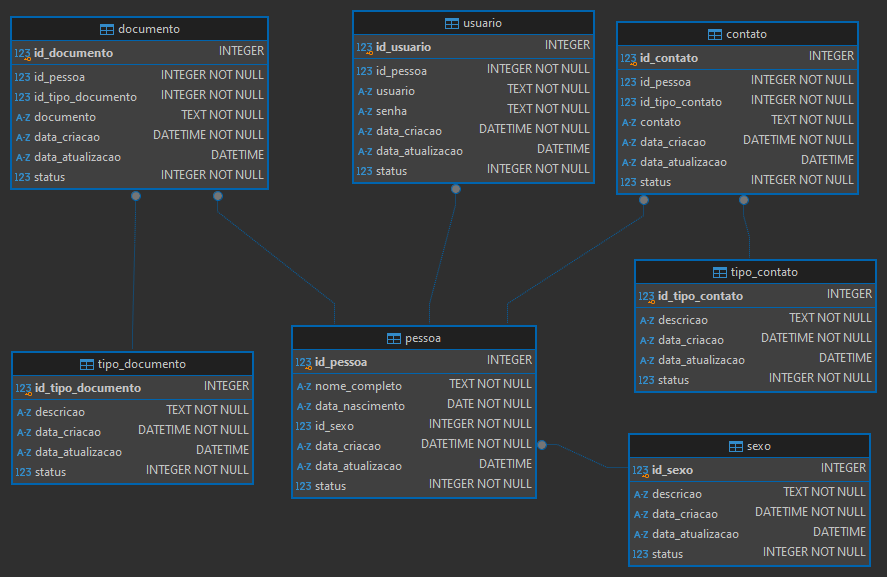 documento
123 id_documento INTEGER
123 id_pessoa INTEGER NOT NULL
123 id_tipo_documento INTEGER NOT NULL
A-Z documento TEXT NOT NULL
A-Z data_criacao DATETIME NOT NULL
A-Z data_atualizacao DATETIME
123 status INTEGER NOT NULL
usuario
123 id_usuario INTEGER
123 id_pessoa INTEGER NOT NULL
A-Z usuario TEXT NOT NULL
A-Z senha TEXT NOT NULL
A-Z data_criacao DATETIME NOT NULL
A-Z data_atualizacao DATETIME
123 status INTEGER NOT NULL
contato
123 id_contato INTEGER
123 id_pessoa INTEGER NOT NULL
123 id_tipo_contato INTEGER NOT NULL
A-Z contato TEXT NOT NULL
A-Z data_criacao DATETIME NOT NULL
A-Z data_atualizacao DATETIME
123 status INTEGER NOT NULL
tipo_contato
123 id_tipo_contato INTEGER
A-Z descricao TEXT NOT NULL
A-Z data_criacao DATETIME NOT NULL
A-Z data_atualizacao DATETIME
123 status INTEGER NOT NULL
tipo_documento
123 id_tipo_documento INTEGER
A-Z descricao TEXT NOT NULL
A-Z data_criacao DATETIME NOT NULL
A-Z data_atualizacao DATETIME
123 status INTEGER NOT NULL
pessoa
123 id_pessoa INTEGER
A-Z nome_completo TEXT NOT NULL
A-Z data_nascimento DATE NOT NULL
123 id_sexo INTEGER NOT NULL
A-Z data_criacao DATETIME NOT NULL
A-Z data_atualizacao DATETIME
123 status INTEGER NOT NULL
sexo
123 id_sexo INTEGER
A-Z descricao TEXT NOT NULL
A-Z data_criacao DATETIME NOT NULL
A-Z data_atualizacao DATETIME
123 status INTEGER NOT NULL